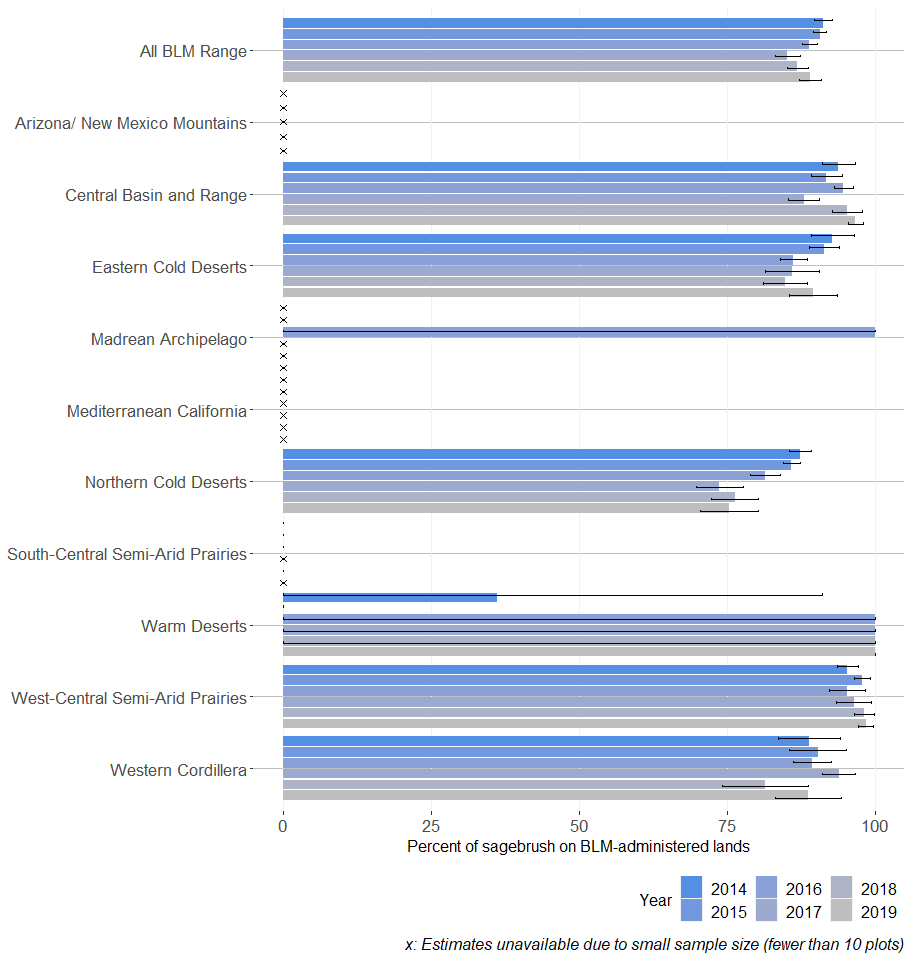 All BLM Range
Arizona/ New Mexico Mountains
Central Basin and Range
Eastern Cold Deserts
Madrean Archipelago
Mediterranean California
Northern Cold Deserts
South-Central Semi-Arid Prairies
Warm Deserts
West-Central Semi-Arid Prairies
Western Cordillera
0 25 50 75 100
Percent of sagebrush on BLM-administered lands
Year 2014 2016 2018
2015 2017 2019
x: Estimates unavailable due to small sample size (fewer than 10 plots)